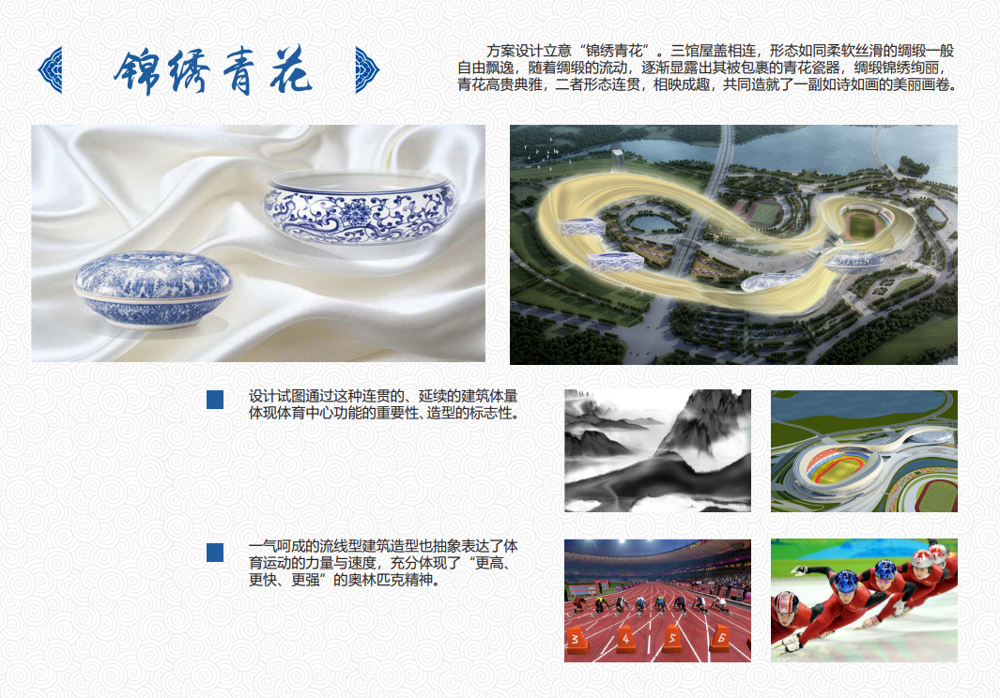 锦绣青花
方案设计立意“锦绣青花”。三馆屋盖相连，形态如同柔软丝滑的绸缎一般
自由飘逸，随着绸缎的流动，逐渐显露出其被包裹的青花瓷器，绸缎锦绣绚丽，
青花高贵典雅，二者形态连贯，相映成趣，共同造就了一副如诗如画的美丽画卷。
设计试图通过这种连贯的、延续的建筑体量
体现体育中心功能的重要性、造型的标志性。
一气呵成的流线型建筑造型也抽象表达了体
育运动的力量与速度，充分体现了“更高、
更快、更强”的奥林匹克精神。
3 4 5 6